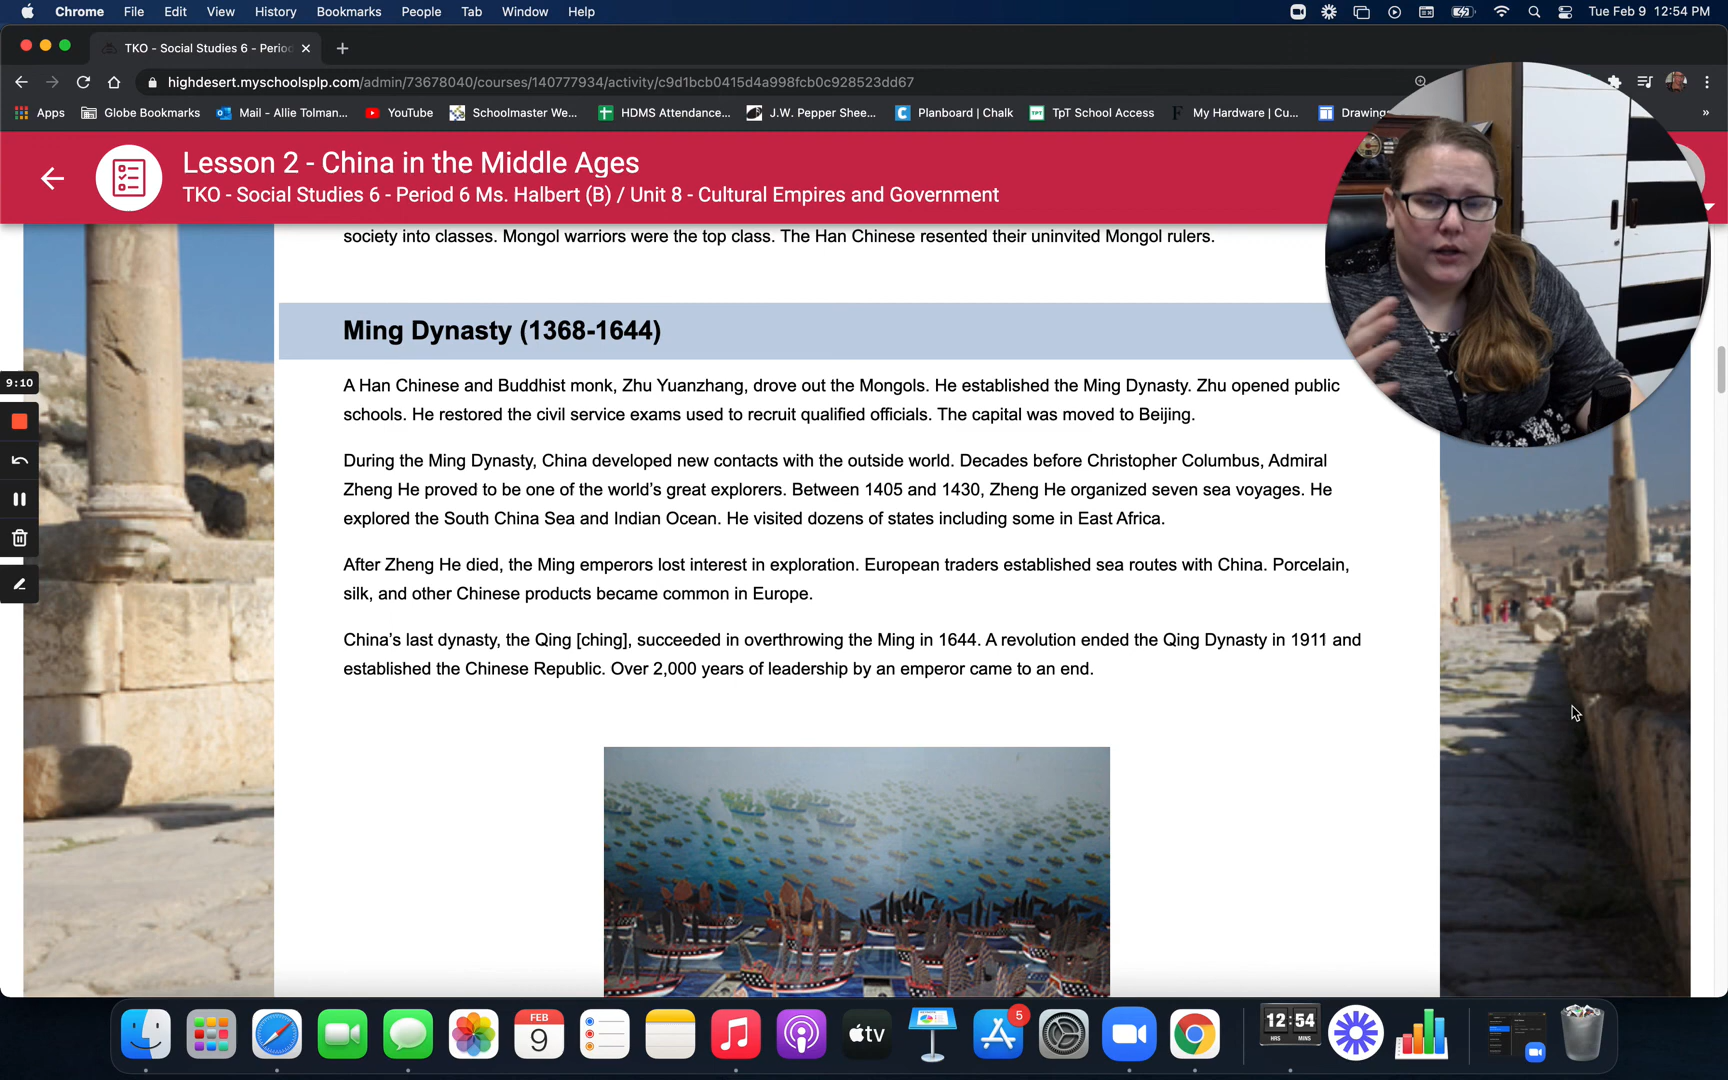 Chrome File Edit View History Bookmarks People Tab Window Help Tue Feb 9 12:54 PM
TKO - Social Studies 6 - Perio
highdesert.myschoolsplp.com/admin/73678040/courses/140777934/activity/c9d1bcb0415d4a998fcb0c928523dd67
Apps Globe Bookmarks Mail - Allie Tolman... YouTube Schoolmaster We... HDMS Attendance... J.W. Pepper Shee... Planboard | Chalk TpT School Access My Hardware | Cu... Drawing
Lesson 2 - China in the Middle Ages
TKO - Social Studies 6 - Period 6 Ms. Halbert (B) / Unit 8 - Cultural Empires and Government
society into classes. Mongol warriors were the top class. The Han Chinese resented their uninvited Mongol rulers.
Ming Dynasty (1368-1644)
9:10
A Han Chinese and Buddhist monk, Zhu Yuanzhang, drove out the Mongols. He established the Ming Dynasty. Zhu opened public
schools. He restored the civil service exams used to recruit qualified officials. The capital was moved to Beijing.
During the Ming Dynasty, China developed new contacts with the outside world. Decades before Christopher Columbus, Admiral
Zheng He proved to be one of the world's great explorers. Between 1405 and 1430, Zheng He organized seven sea voyages. He
explored the South China Sea and Indian Ocean. He visited dozens of states including some in East Africa.
After Zheng He died, the Ming emperors lost interest in exploration. European traders established sea routes with China. Porcelain,
silk, and other Chinese products became common in Europe.
China's last dynasty, the Qing [ching], succeeded in overthrowing the Ming in 1644. A revolution ended the Qing Dynasty in 1911 and
established the Chinese Republic. Over 2,000 years of leadership by an emperor came to an end.
FEB
9
tv
5
12:54
HRS MINS